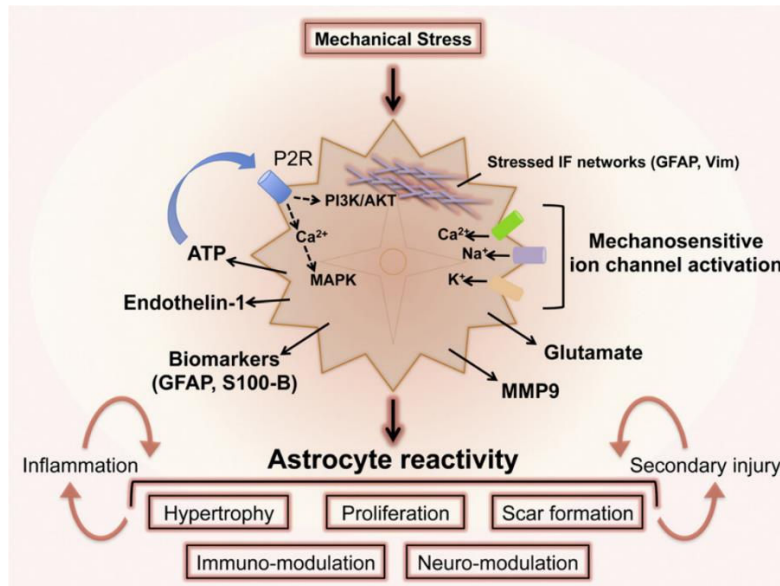 Mechanical Stress
P2R
Stressed IF networks (GFAP, Vim)
PI3K/AKT
Ca²⁺
Ca²⁺
Na⁺
K⁺
Mechanosensitive
ion channel activation
ATP
MAPK
Endothelin-1
Glutamate
Biomarkers
(GFAP, S100-B)
MMP9
Astrocyte reactivity
Inflammation
Secondary injury
Hypertrophy
Proliferation
Scar formation
Immuno-modulation
Neuro-modulation